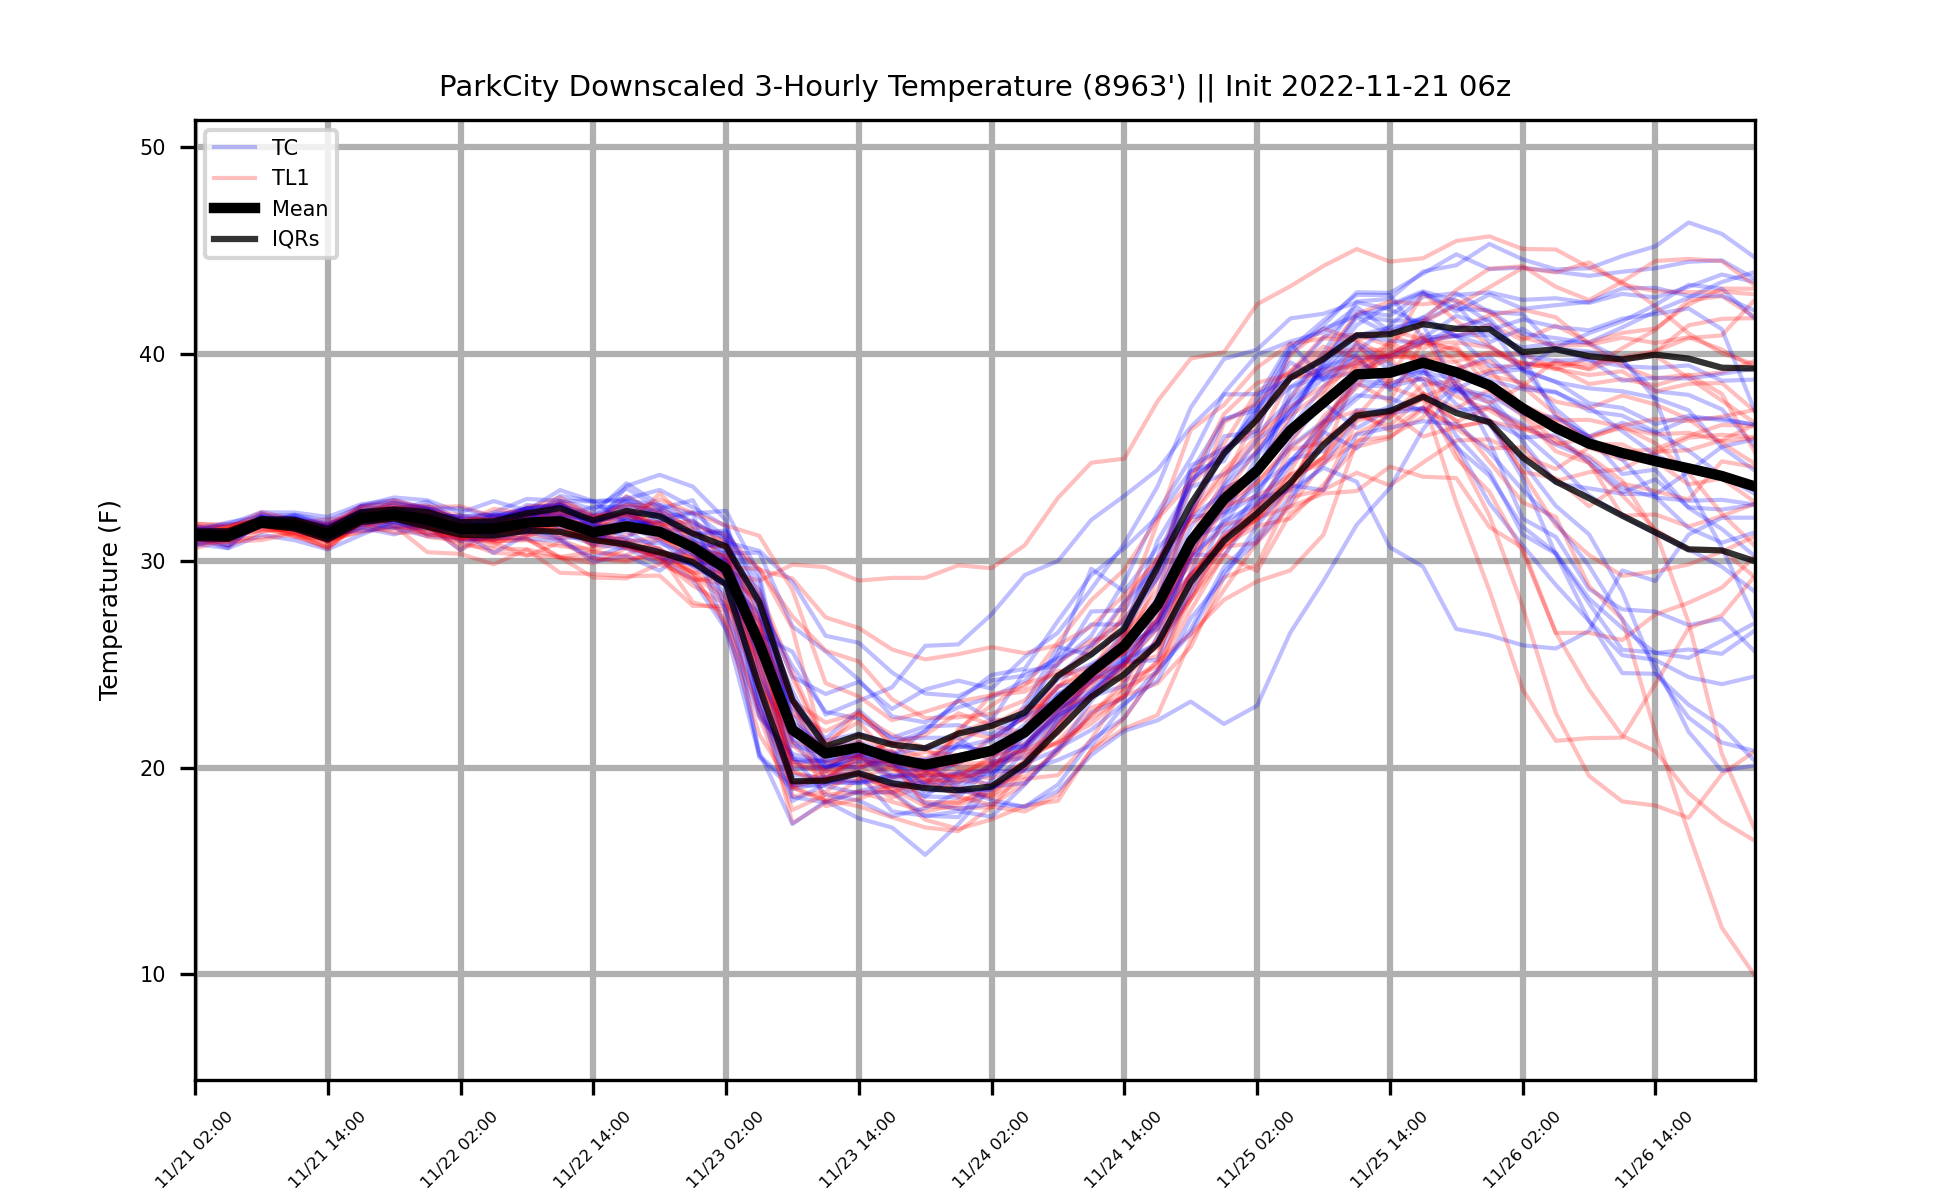 ParkCity Downscaled 3-Hourly Temperature (8963') || Init 2022-11-21 06z
TC
TL1
Mean
IQRs
Temperature (F)
50
40
30
20
10
11/21 02:00
11/21 14:00
11/22 02:00
11/22 14:00
11/23 02:00
11/23 14:00
11/24 02:00
11/24 14:00
11/25 02:00
11/25 14:00
11/26 02:00
11/26 14:00